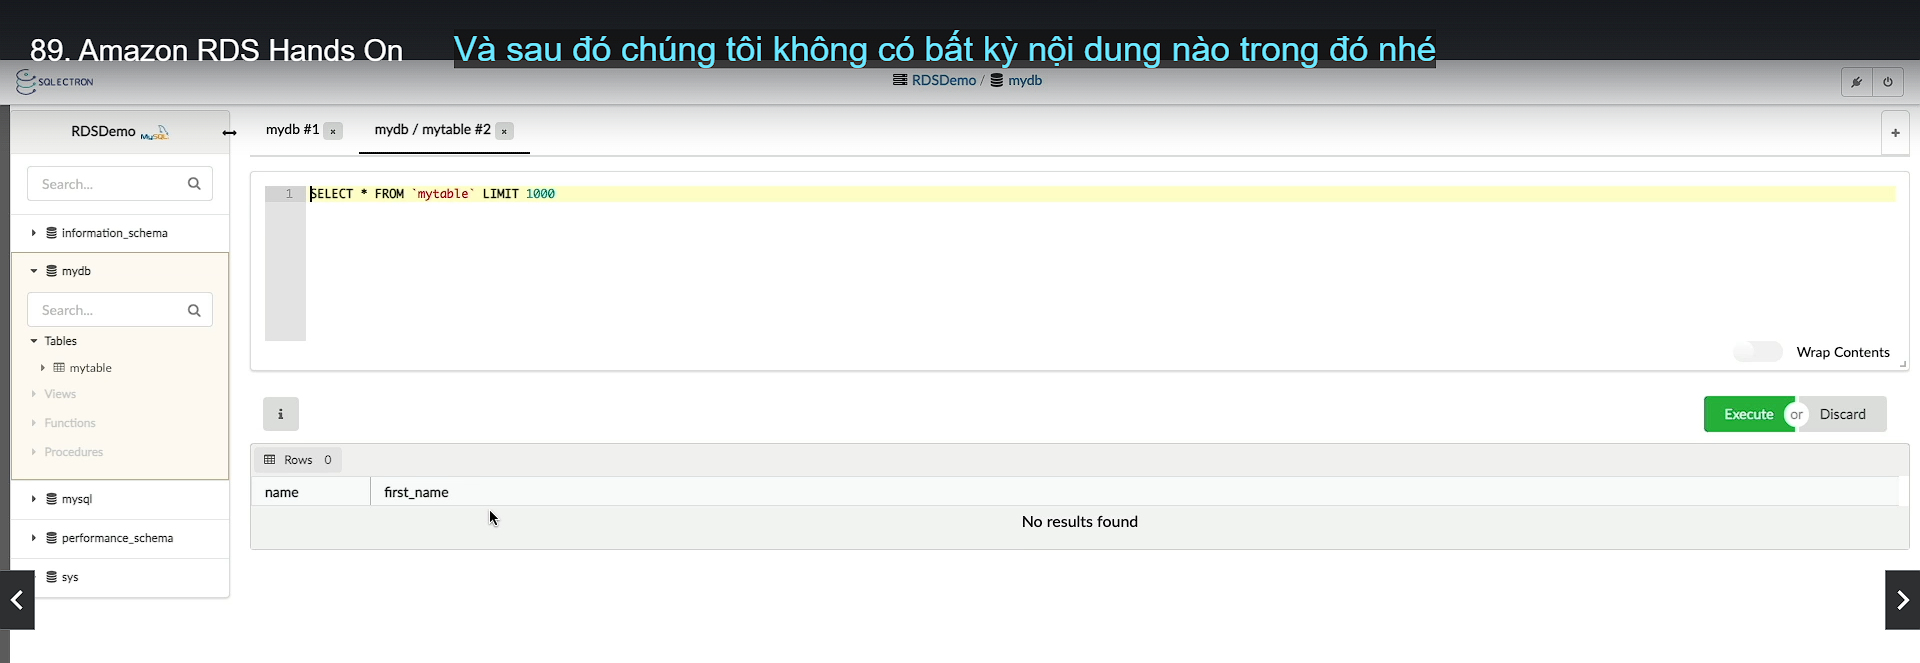 89. Amazon RDS Hands On
Và sau đó chúng tôi không có bất kỳ nội dung nào trong đó nhé
SQLECTRON
RDSDemo / mydb
RDSDemo MySQL
mydb #1 ×
mydb / mytable #2 ×
+
Search...
1 SELECT * FROM `mytable` LIMIT 1000
information_schema
mydb
Search...
Tables
mytable
Views
Functions
Procedures
mysql
performance_schema
sys
Wrap Contents
i
Execute or Discard
Rows 0
name first_name
No results found